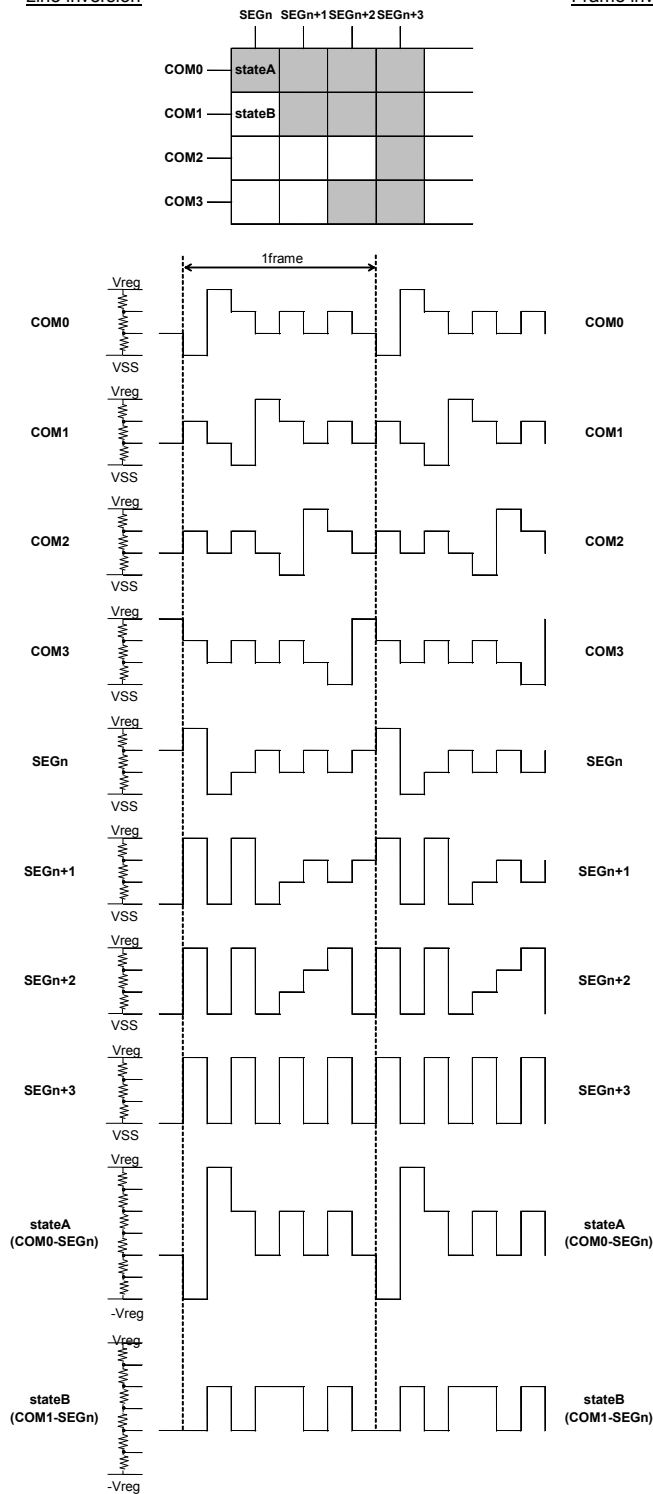 Line inversion
SEGn SEGn+1 SEGn+2 SEGn+3
COM0 stateA
COM1 stateB
COM2
COM3
1frame
Vreg
COM0 COM0
VSS
Vreg
COM1 COM1
VSS
Vreg
COM2 COM2
VSS
Vreg
COM3 COM3
VSS
Vreg
SEGn SEGn
VSS
Vreg
SEGn+1 SEGn+1
VSS
Vreg
SEGn+2 SEGn+2
VSS
Vreg
SEGn+3 SEGn+3
VSS
Vreg
stateA stateA
(COM0-SEGn) (COM0-SEGn)
-Vreg
Vreg
stateB stateB
(COM1-SEGn) (COM1-SEGn)
-Vreg